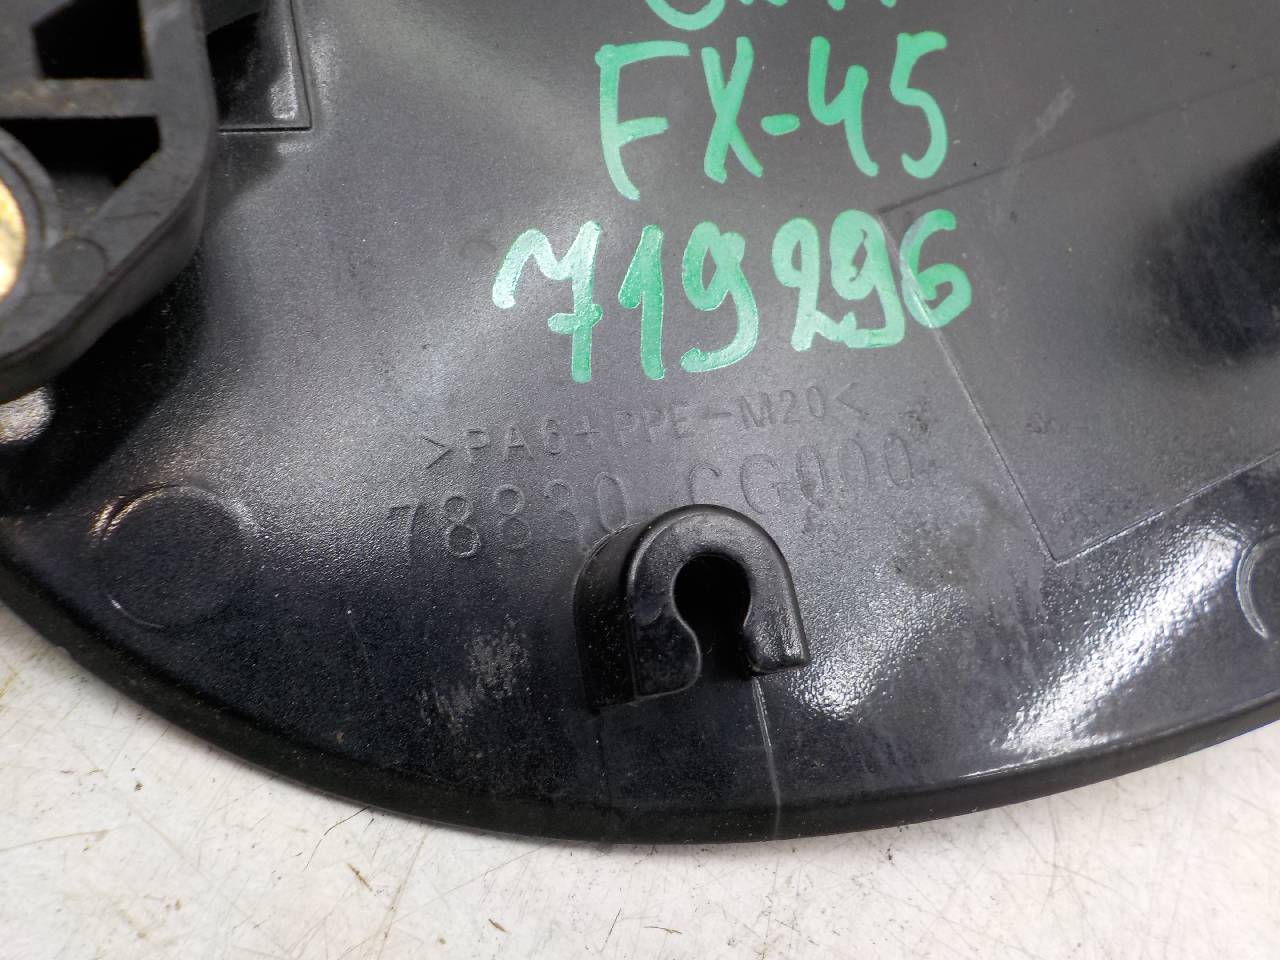 FX-45
719296
>PA6+PPE-M20<
78830 CG000